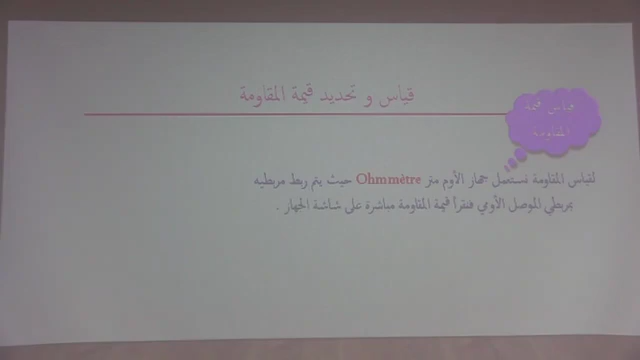 قياس و تحديد قيمة المقاومة
قياس قيمة
المقاومة
لقياس المقاومة نستعمل جهاز الأوم متر Ohmmètre حيث يتم ربط مربطيه
بمربطي الموصل الأومي فنقرأ قيمة المقاومة مباشرة على شاشة الجهاز .